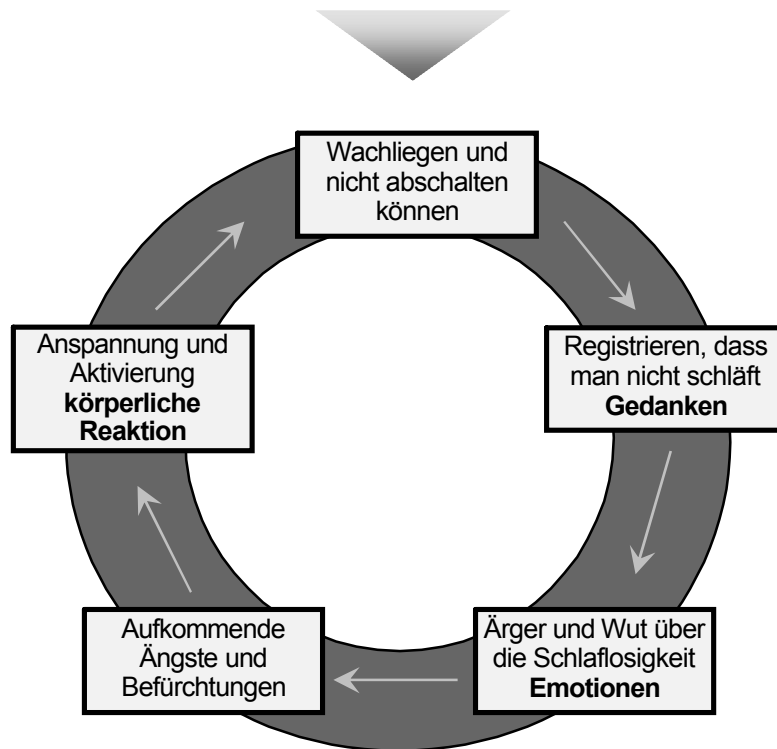 Wachliegen und
nicht abschalten
können
Registrieren, dass
man nicht schläft
Gedanken
Ärger und Wut über
die Schlaflosigkeit
Emotionen
Aufkommende
Ängste und
Befürchtungen
Anspannung und
Aktivierung
körperliche
Reaktion